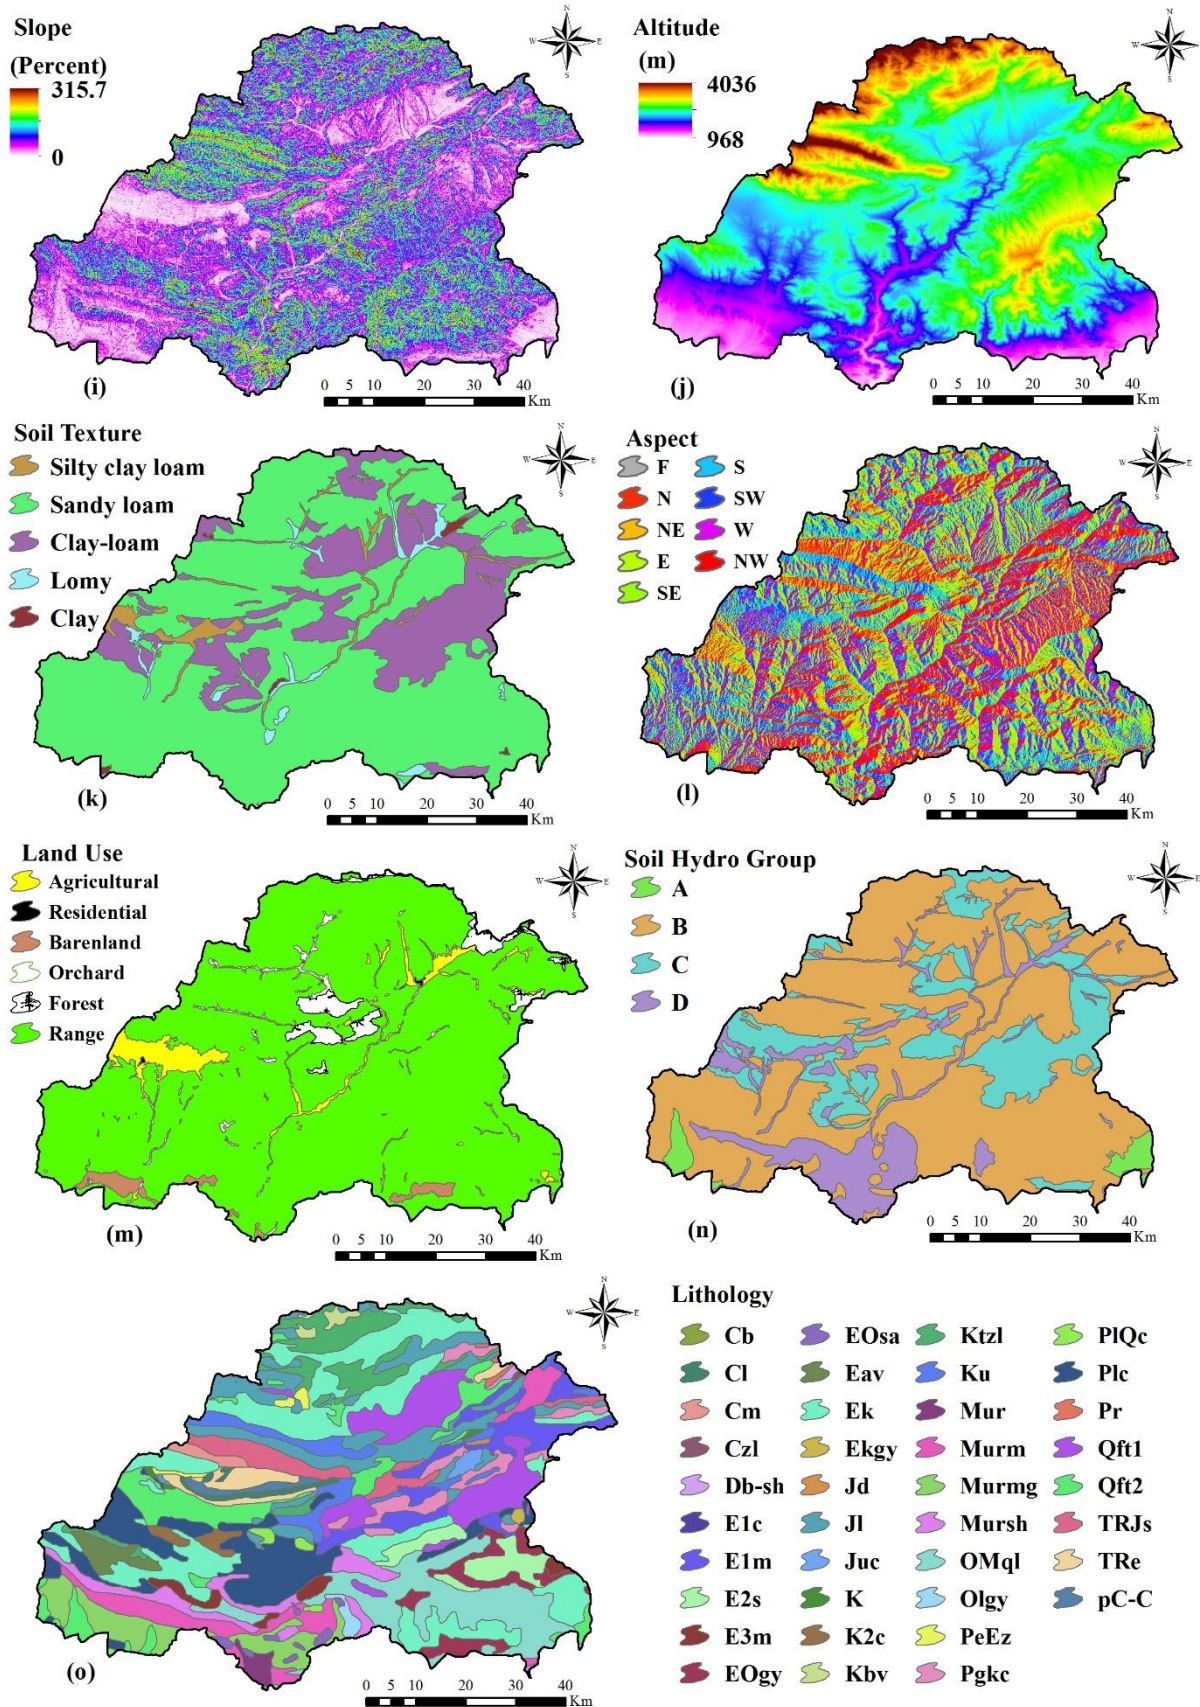 Slope
(Percent)
315.7
0
N
W E
S
(i)
0 5 10 20 30 40
Km
Altitude
(m)
4036
968
N
W E
S
(j)
0 5 10 20 30 40
Km
Soil Texture
Silty clay loam
Sandy loam
Clay-loam
Lomy
Clay
N
W E
S
(k)
0 5 10 20 30 40
Km
Aspect
F S
N SW
NE W
E NW
SE
N
W E
S
(l)
0 5 10 20 30 40
Km
Land Use
Agricultural
Residential
Barenland
Orchard
Forest
Range
N
W E
S
(m)
0 5 10 20 30 40
Km
Soil Hydro Group
A
B
C
D
N
W E
S
(n)
0 5 10 20 30 40
Km
N
W E
S
(o)
0 5 10 20 30 40
Km
Lithology
Cb EOsa Ktzl PlQc
Cl Eav Ku Plc
Cm Ek Mur Pr
Czl Ekgy Murm Qft1
Db-sh Jd Murmg Qft2
E1c Jl Mursh TRJs
E1m Juc OMql TRe
E2s K Olgy pC-C
E3m K2c PeEz
EOgy Kbv Pgkc